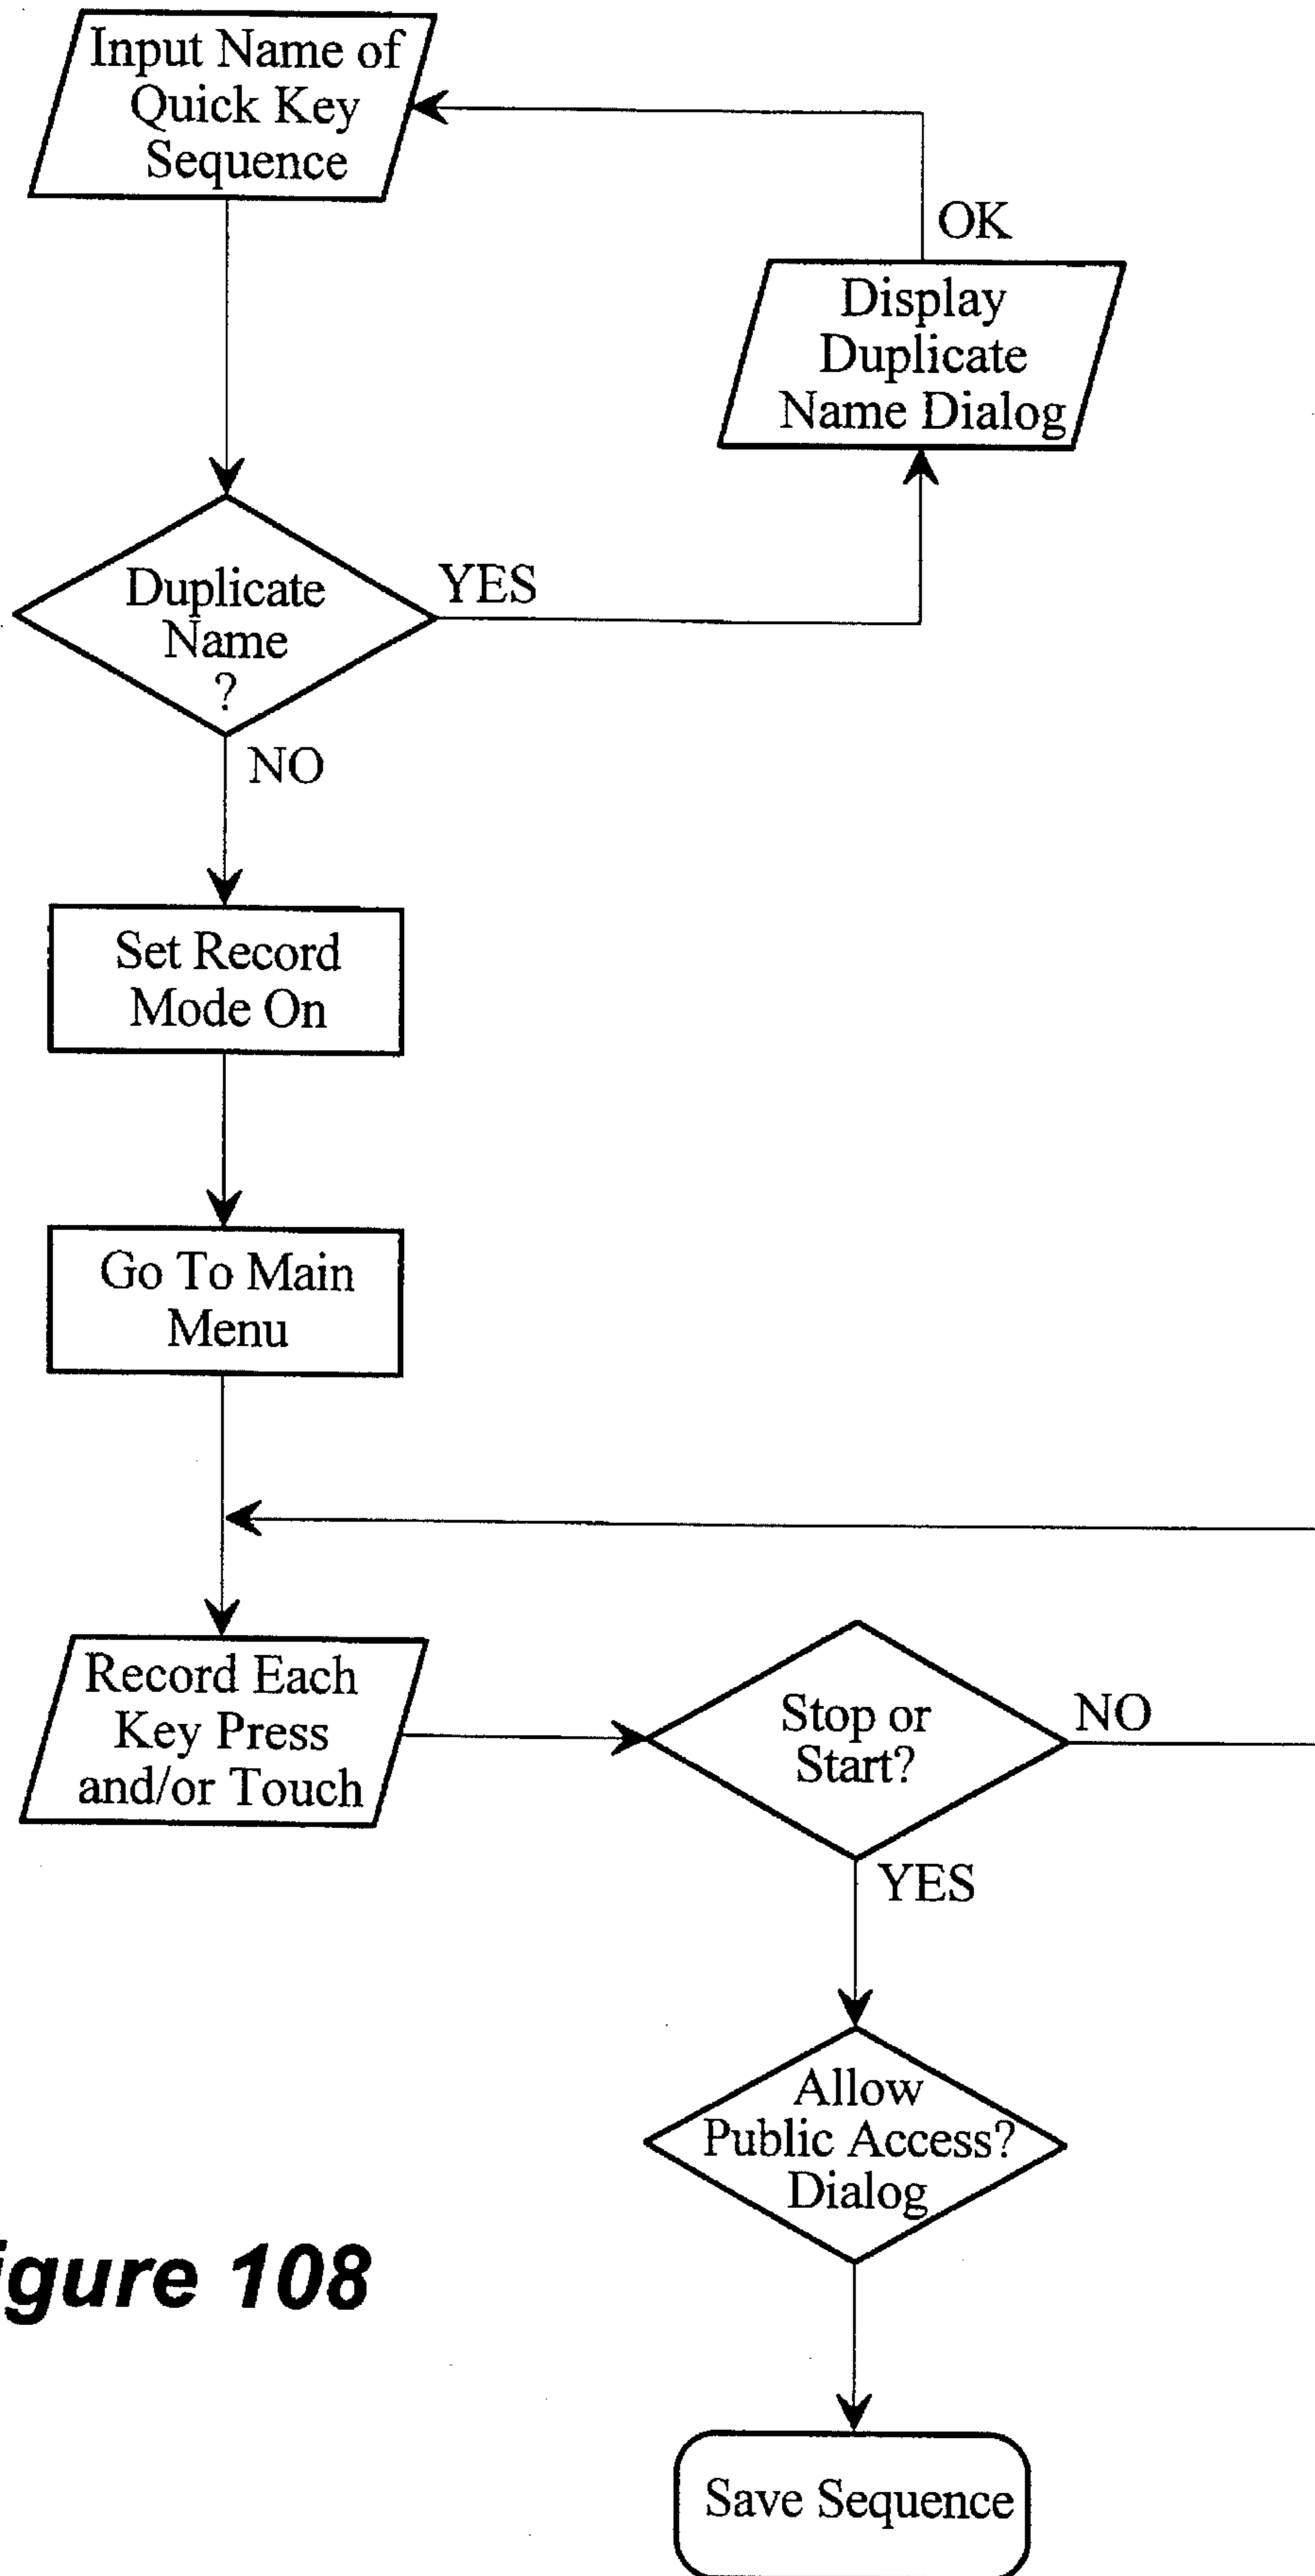 Input Name of
Quick Key
Sequence
OK
Display
Duplicate
Name Dialog
Duplicate
Name
?
YES
NO
Set Record
Mode On
Go To Main
Menu
Record Each
Key Press
and/or Touch
Stop or
Start?
NO
YES
Allow
Public Access?
Dialog
igure 108
Save Sequence